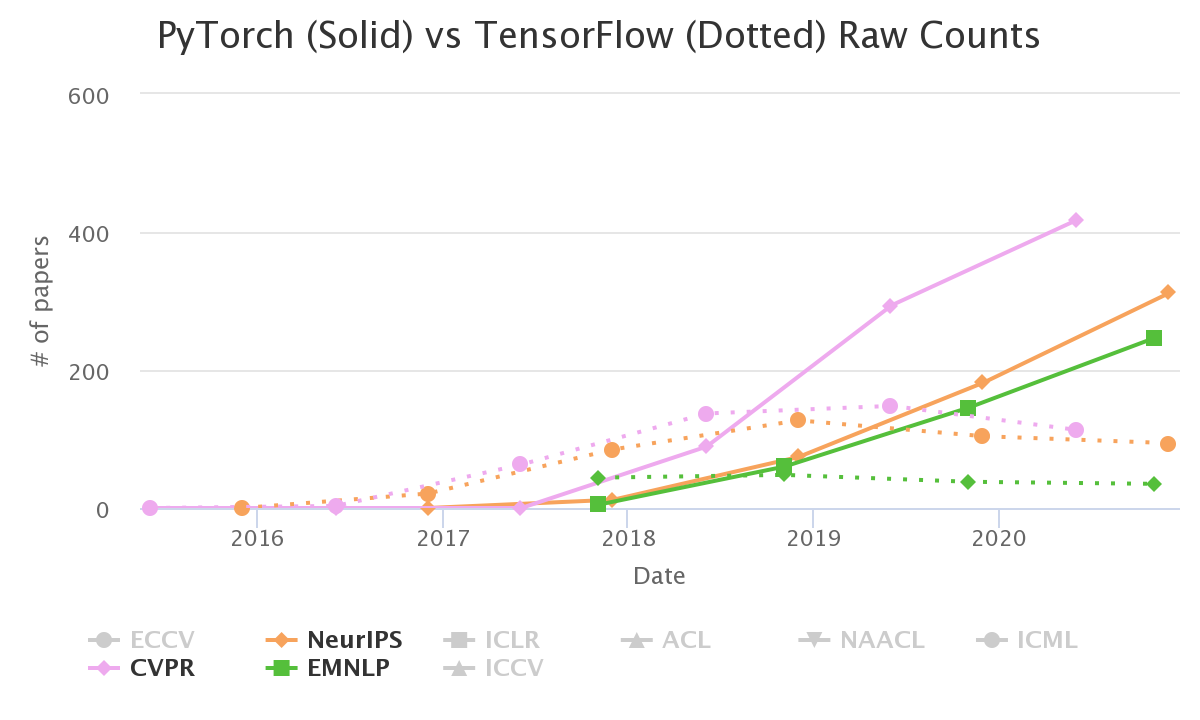 PyTorch (Solid) vs TensorFlow (Dotted) Raw Counts
600
400
200
0
# of papers
2016 2017 2018 2019 2020
Date
ECCV NeurIPS ICLR ACL NAACL ICML
CVPR EMNLP ICCV